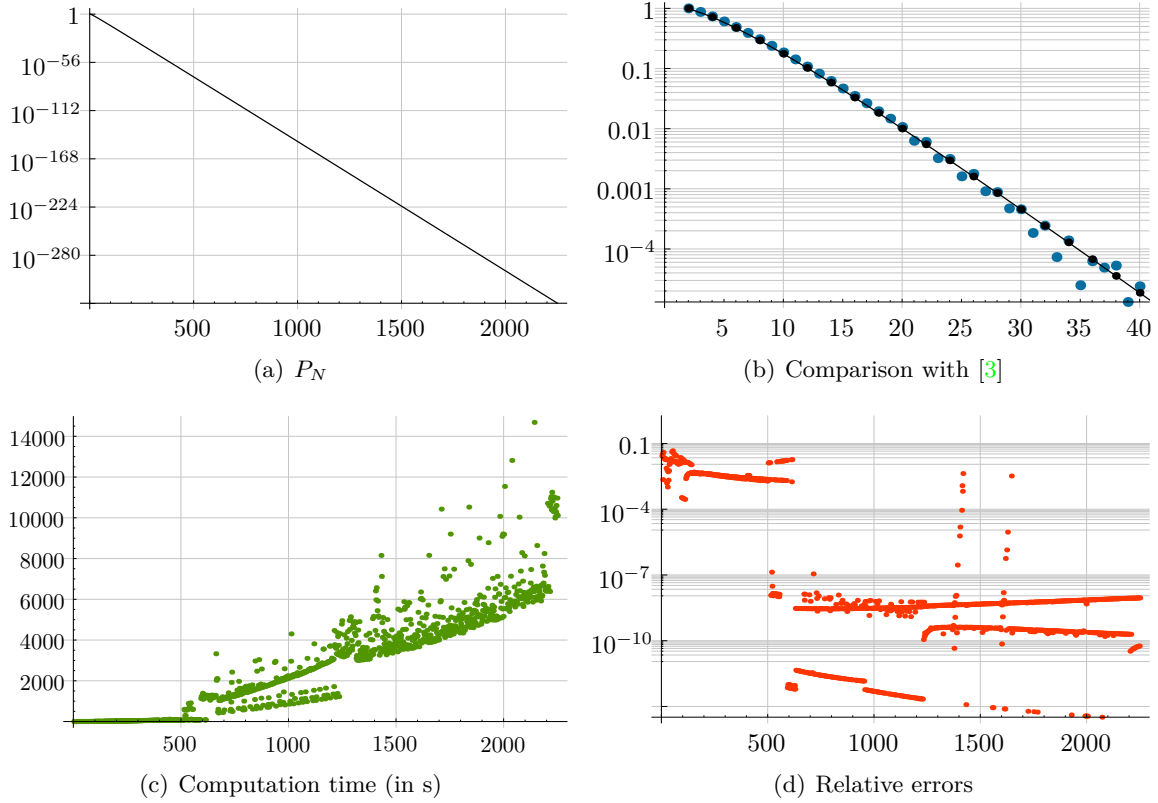 1
10−56
10−112
10−168
10−224
10−280
500 1000 1500 2000
(a) P_N
1
0.1
0.01
0.001
10−4
5 10 15 20 25 30 35 40
(b) Comparison with [3]
14000
12000
10000
8000
6000
4000
2000
500 1000 1500 2000
(c) Computation time (in s)
0.1
10−4
10−7
10−10
500 1000 1500 2000
(d) Relative errors